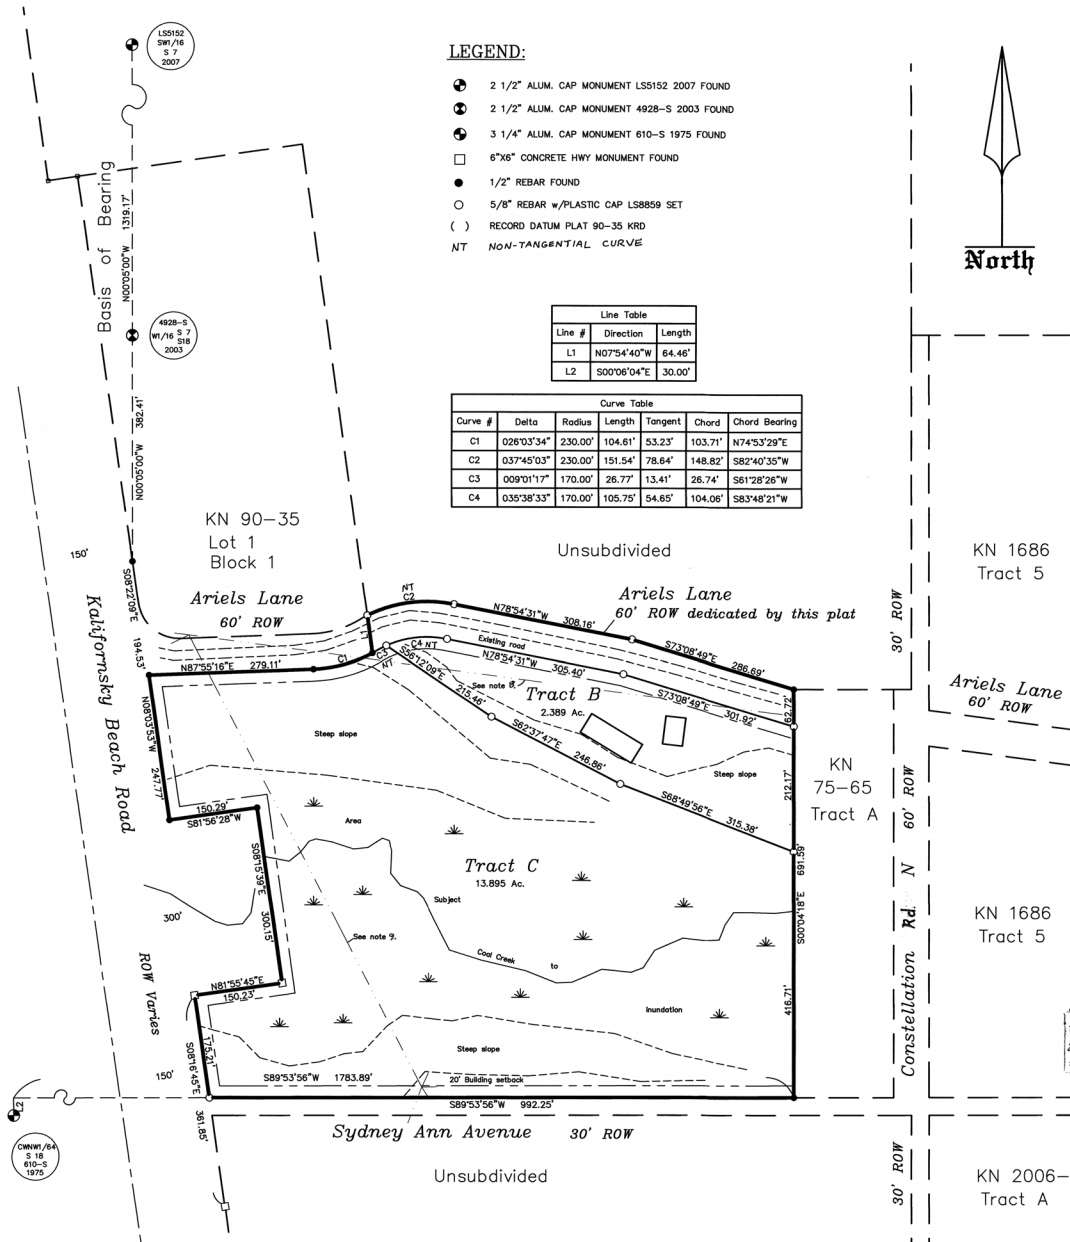 LS5152
SW1/16
S 7
2007
LEGEND:
2 1/2" ALUM. CAP MONUMENT LS5152 2007 FOUND
2 1/2" ALUM. CAP MONUMENT 4928-S 2003 FOUND
3 1/4" ALUM. CAP MONUMENT 610-S 1975 FOUND
6"X6" CONCRETE HWY MONUMENT FOUND
1/2" REBAR FOUND
5/8" REBAR w/PLASTIC CAP LS8859 SET
( ) RECORD DATUM PLAT 90-35 KRD
NT NON-TANGENTIAL CURVE
North
Basis of Bearing
N00°05'00"W 1319.17'
4928-S
W1/16 S 7
S18
2003
N00°05'00"W 382.41'
Line Table
Line # Direction Length
L1 N07°54'40"W 64.46'
L2 S00°06'04"E 30.00'
Curve Table
Curve # Delta Radius Length Tangent Chord Chord Bearing
C1 026°03'34" 230.00' 104.61' 53.23' 103.71' N74°53'29"E
C2 037°45'03" 230.00' 151.54' 78.64' 148.82' S82°40'35"W
C3 009°01'17" 170.00' 26.77' 13.41' 26.74' S61°28'26"W
C4 035°38'33" 170.00' 105.75' 54.65' 104.06' S83°48'21"W
KN 90-35
Lot 1
Block 1
150'
Unsubdivided
KN 1686
Tract 5
30' ROW
Ariels Lane
60' ROW
S08°22'09"E 194.53'
Kalifornsky Beach Road
NT
C2
N78°54'31"W 308.16'
Ariels Lane
60' ROW dedicated by this plat
S73°08'49"E 286.69'
L1
N87°55'16"E 279.11'
C1
C3
NT
C4 NT
Existing road
N78°54'31"W 305.40'
S73°08'49"E 301.92'
62.72'
S56°12'09"E 215.46'
See note 8.
Tract B
2.389 Ac.
S62°37'47"E 246.86'
S68°49'56"E 315.38'
Steep slope
212.17'
Ariels Lane
60' ROW
KN
75-65
Tract A
60' ROW
N08°03'53"W 247.77'
Steep slope
150.29'
S81°56'28"W
Area
S08°15'39"E 300.15'
Tract C
13.895 Ac.
Subject
691.59'
S00°04'18"E
416.71'
300'
See note 9.
Coal Creek
to
inundation
Constellation Rd. N
KN 1686
Tract 5
ROW Varies
N81°55'45"E
150.23'
S08°16'45"E
175.21'
150'
Steep slope
S89°53'56"W 1783.89'
20' Building setback
S89°53'56"W 992.25'
L2
CWNW1/64
S 18
610-S
1975
361.85'
Sydney Ann Avenue 30' ROW
Unsubdivided
30' ROW
KN 2006-
Tract A